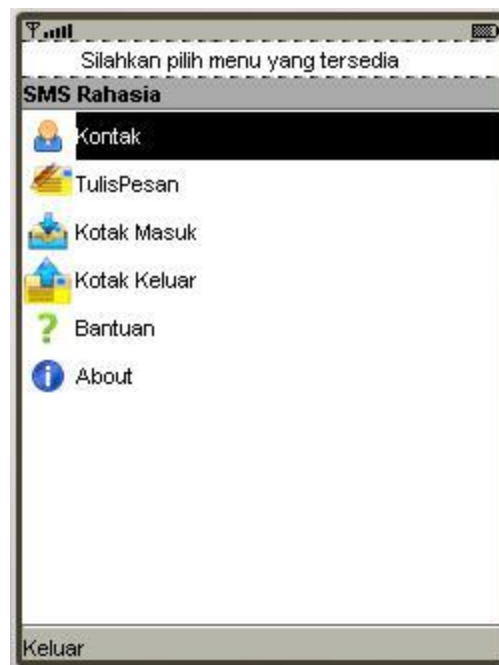 Silahkan pilih menu yang tersedia
SMS Rahasia
Kontak
TulisPesan
Kotak Masuk
Kotak Keluar
Bantuan
About
Keluar